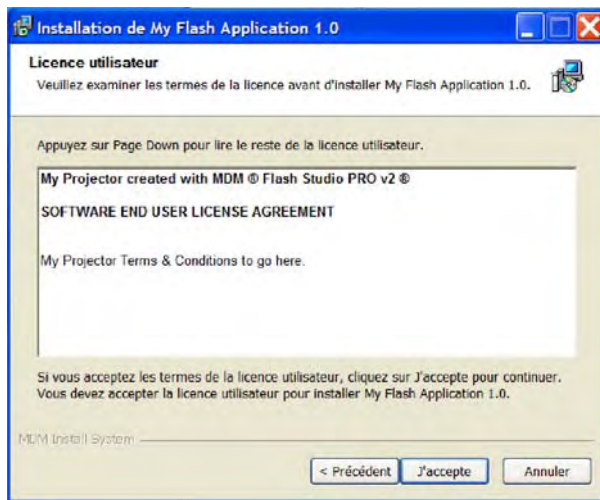 Installation de My Flash Application 1.0
Licence utilisateur
Veuillez examiner les termes de la licence avant d'installer My Flash Application 1.0.
Appuyez sur Page Down pour lire le reste de la licence utilisateur.
My Projector created with MDM ® Flash Studio PRO v2 ®
SOFTWARE END USER LICENSE AGREEMENT
My Projector Terms & Conditions to go here.
Si vous acceptez les termes de la licence utilisateur, cliquez sur J'accepte pour continuer.
Vous devez accepter la licence utilisateur pour installer My Flash Application 1.0.
MDM Install System
< Précédent J'accepte Annuler